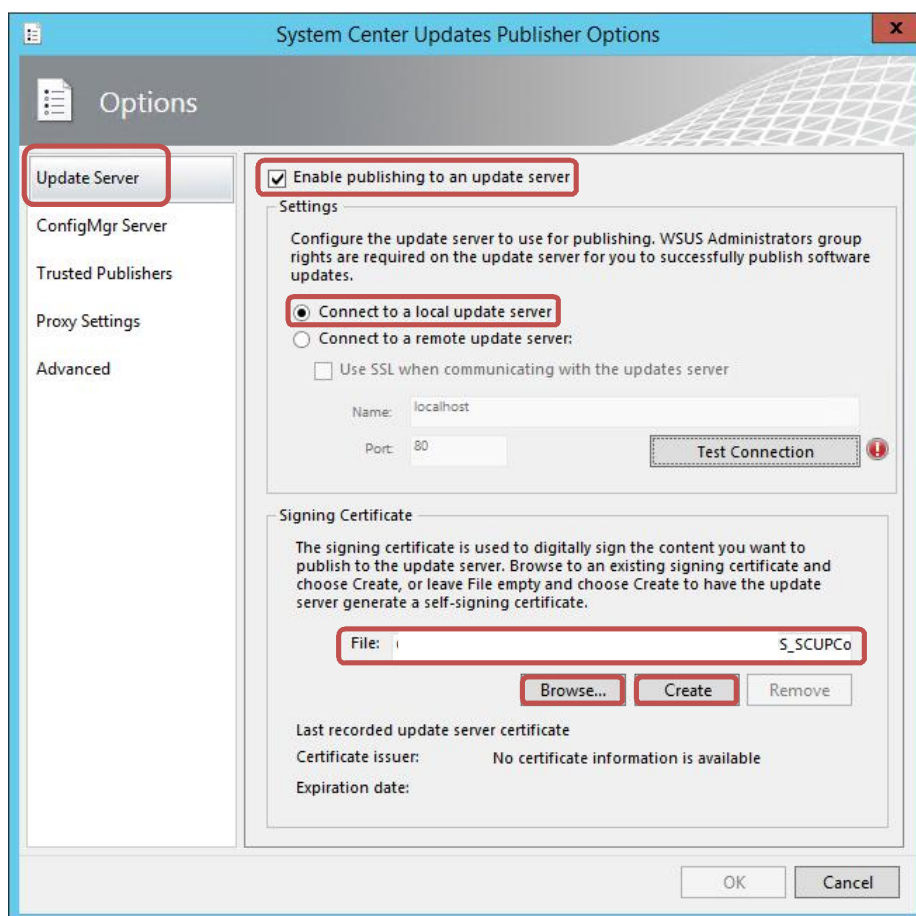 System Center Updates Publisher Options
x
Options
Update Server
ConfigMgr Server
Trusted Publishers
Proxy Settings
Advanced
Enable publishing to an update server
Settings
Configure the update server to use for publishing. WSUS Administrators group
rights are required on the update server for you to successfully publish software
updates.
Connect to a local update server
Connect to a remote update server:
Use SSL when communicating with the updates server
Name: localhost
Port: 80
Test Connection
Signing Certificate
The signing certificate is used to digitally sign the content you want to
publish to the update server. Browse to an existing signing certificate and
choose Create, or leave File empty and choose Create to have the update
server generate a self-signing certificate.
File: S_SCUPCo
Browse... Create Remove
Last recorded update server certificate
Certificate issuer: No certificate information is available
Expiration date:
OK Cancel